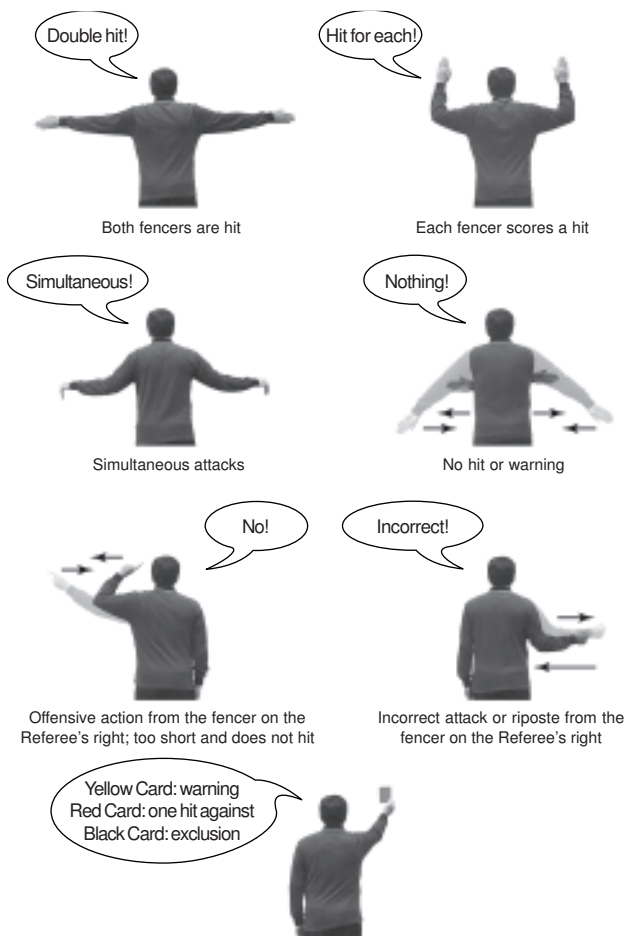 Double hit!
Hit for each!
Both fencers are hit
Each fencer scores a hit
Simultaneous!
Nothing!
Simultaneous attacks
No hit or warning
No!
Incorrect!
Offensive action from the fencer on the
Referee's right; too short and does not hit
Incorrect attack or riposte from the
fencer on the Referee's right
Yellow Card: warning
Red Card: one hit against
Black Card: exclusion